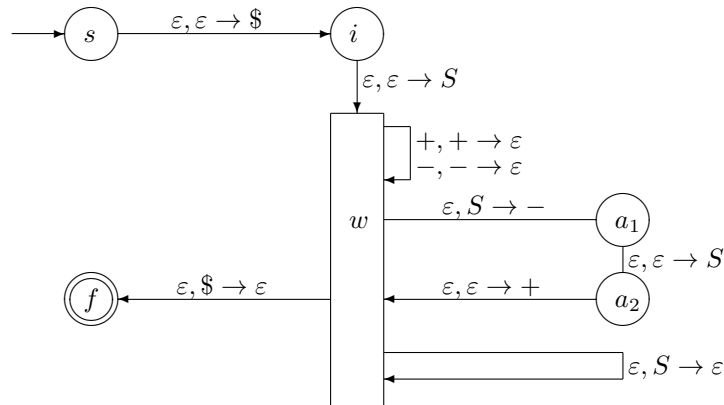 s
ε, ε → $
i
ε, ε → S
+, + → ε
−, − → ε
w
ε, S → −
a₁
ε, ε → S
f
ε, $ → ε
ε, ε → +
a₂
ε, S → ε